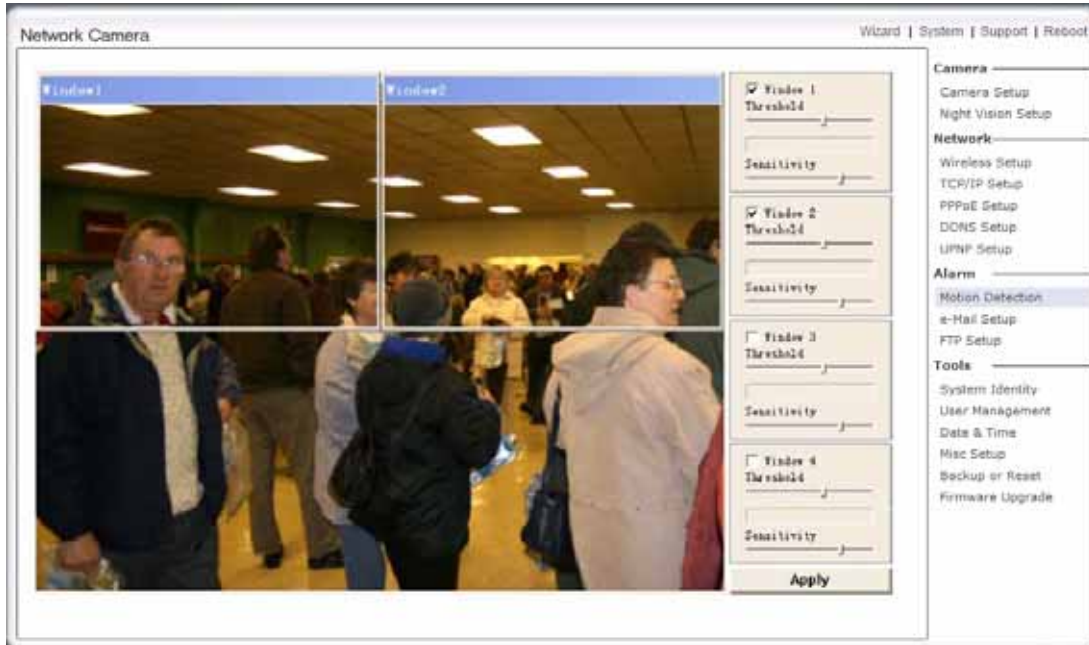 Network Camera
Wizard | System | Support | Reboot
Window1
Window2
Window 1
Threshold
Sensitivity
Window 2
Threshold
Sensitivity
Window 3
Threshold
Sensitivity
Window 4
Threshold
Sensitivity
Apply
Camera
Camera Setup
Night Vision Setup
Network
Wireless Setup
TCP/IP Setup
PPPoE Setup
DDNS Setup
UPNP Setup
Alarm
Motion Detection
e-Mail Setup
FTP Setup
Tools
System Identity
User Management
Date & Time
Misc Setup
Backup or Reset
Firmware Upgrade